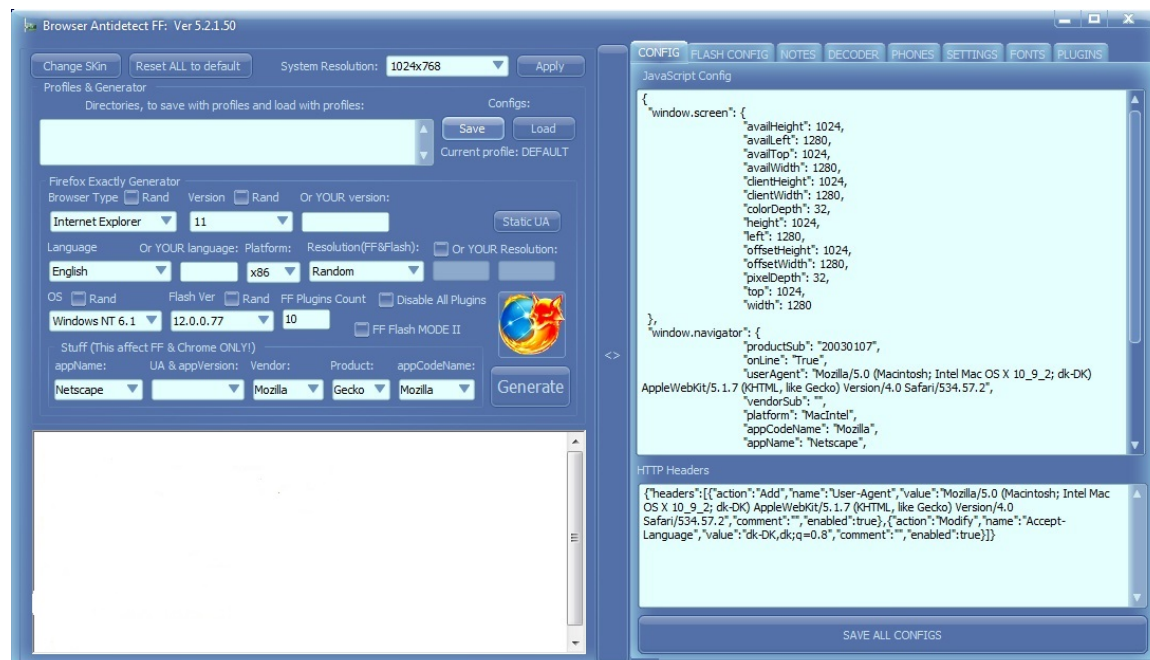 Browser Antidetect FF: Ver 5.2.1.50
Change SKin Reset ALL to default System Resolution: 1024x768 Apply
Profiles & Generator
Directories, to save with profiles and load with profiles: Configs:
Save Load
Current profile: DEFAULT
Firefox Exactly Generator
Browser Type Rand Version Rand Or YOUR version:
Internet Explorer 11 Static UA
Language Or YOUR language: Platform: Resolution(FF&Flash): Or YOUR Resolution:
English x86 Random
OS Rand Flash Ver Rand FF Plugins Count Disable All Plugins
Windows NT 6.1 12.0.0.77 10 FF Flash MODE II
Stuff (This affect FF & Chrome ONLY!)
appName: UA & appVersion: Vendor: Product: appCodeName:
Netscape Mozilla Gecko Mozilla Generate
<>
CONFIG FLASH CONFIG NOTES DECODER PHONES SETTINGS FONTS PLUGINS
JavaScript Config
{
"window.screen": {
"availHeight": 1024,
"availLeft": 1280,
"availTop": 1024,
"availWidth": 1280,
"clientHeight": 1024,
"clientWidth": 1280,
"colorDepth": 32,
"height": 1024,
"left": 1280,
"offsetHeight": 1024,
"offsetWidth": 1280,
"pixelDepth": 32,
"top": 1024,
"width": 1280
},
"window.navigator": {
"productSub": "20030107",
"onLine": "True",
"userAgent": "Mozilla/5.0 (Macintosh; Intel Mac OS X 10_9_2; dk-DK)
AppleWebKit/5.1.7 (KHTML, like Gecko) Version/4.0 Safari/534.57.2",
"vendorSub": "",
"platform": "MacIntel",
"appCodeName": "Mozilla",
"appName": "Netscape",
HTTP Headers
{"headers":[{"action":"Add","name":"User-Agent","value":"Mozilla/5.0 (Macintosh; Intel Mac
OS X 10_9_2; dk-DK) AppleWebKit/5.1.7 (KHTML, like Gecko) Version/4.0
Safari/534.57.2","comment":"","enabled":true},{"action":"Modify","name":"Accept-
Language","value":"dk-DK,dk;q=0.8","comment":"","enabled":true}]}
SAVE ALL CONFIGS